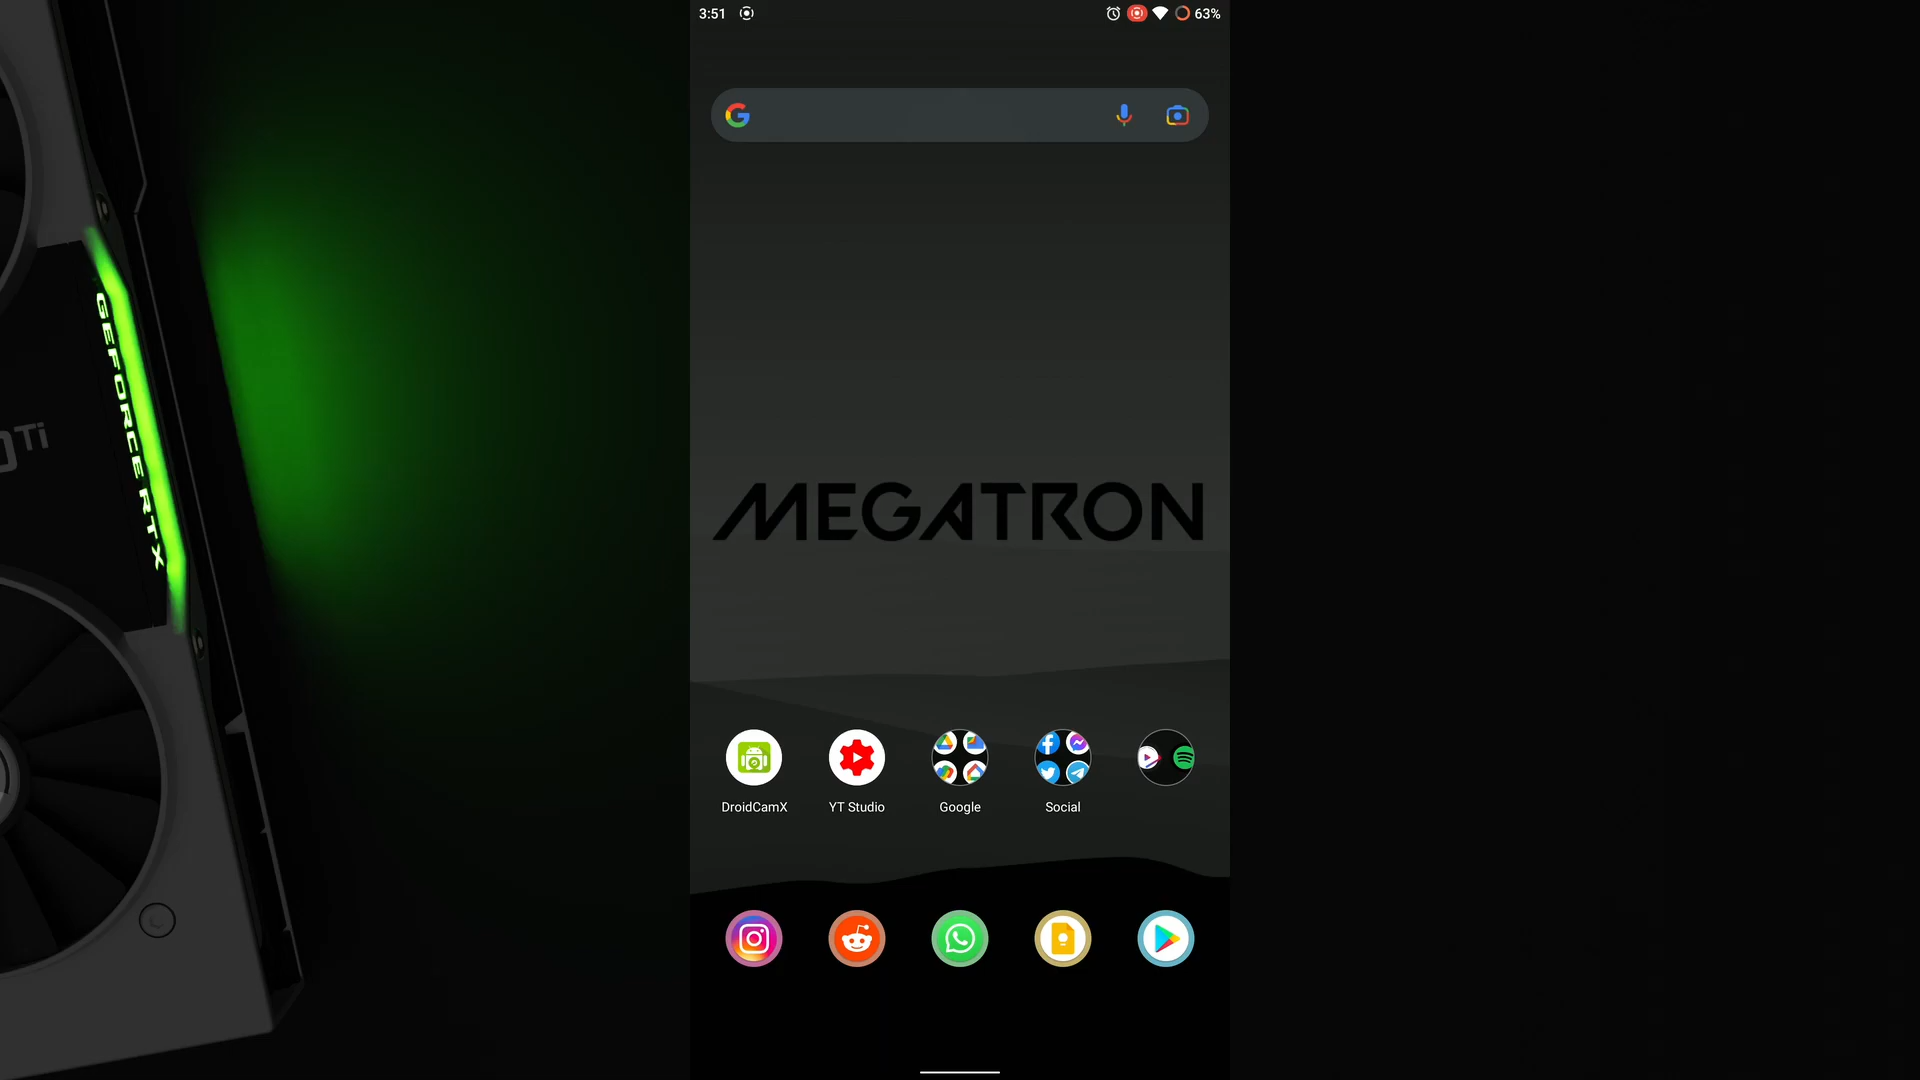 3:51
63%
GEFORCE RTX
Ti
MEGATRON
DroidCamX
YT Studio
Google
Social